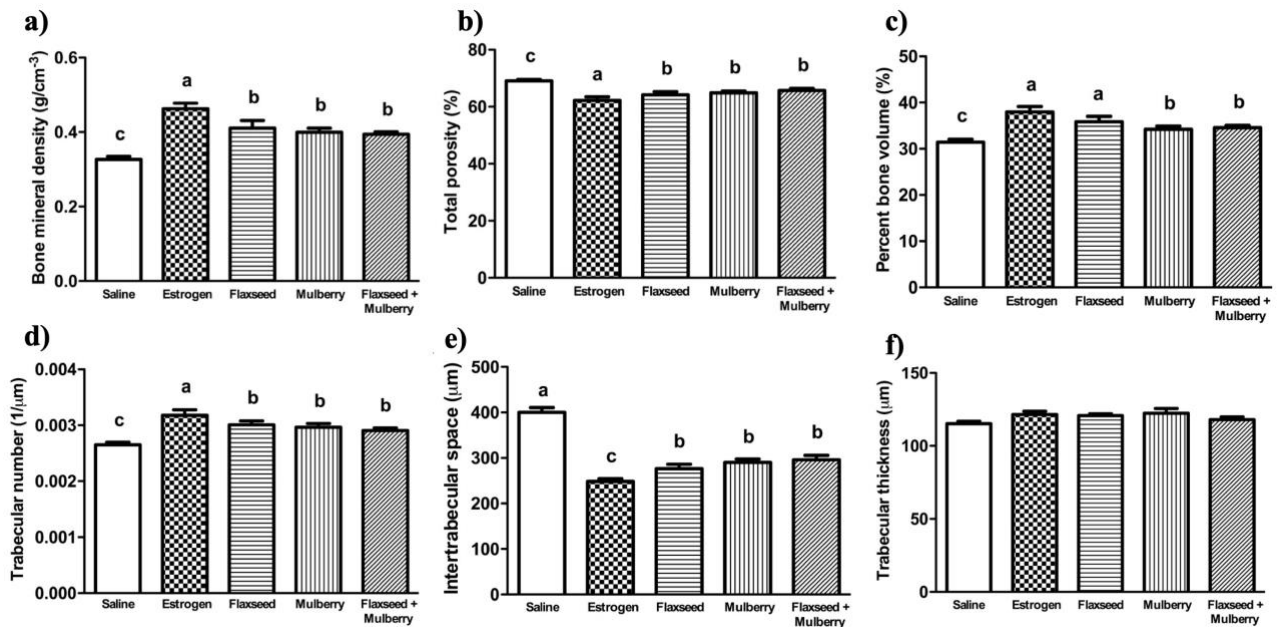 a)
Bone mineral density (g/cm-3)
0.6
0.4
0.2
0.0
c
a
b
b
b
Saline
Estrogen
Flaxseed
Mulberry
Flaxseed +
Mulberry
b)
Total porosity (%)
80
60
40
20
0
c
a
b
b
b
Saline
Estrogen
Flaxseed
Mulberry
Flaxseed +
Mulberry
c)
Percent bone volume (%)
50
40
30
20
10
0
c
a
a
b
b
Saline
Estrogen
Flaxseed
Mulberry
Flaxseed +
Mulberry
d)
Trabecular number (1/μm)
0.004
0.003
0.002
0.001
0.000
c
a
b
b
b
Saline
Estrogen
Flaxseed
Mulberry
Flaxseed +
Mulberry
e)
Intertrabecular space (μm)
500
400
300
200
100
0
a
c
b
b
b
Saline
Estrogen
Flaxseed
Mulberry
Flaxseed +
Mulberry
f)
Trabecular thickness (μm)
150
100
50
0
Saline
Estrogen
Flaxseed
Mulberry
Flaxseed +
Mulberry